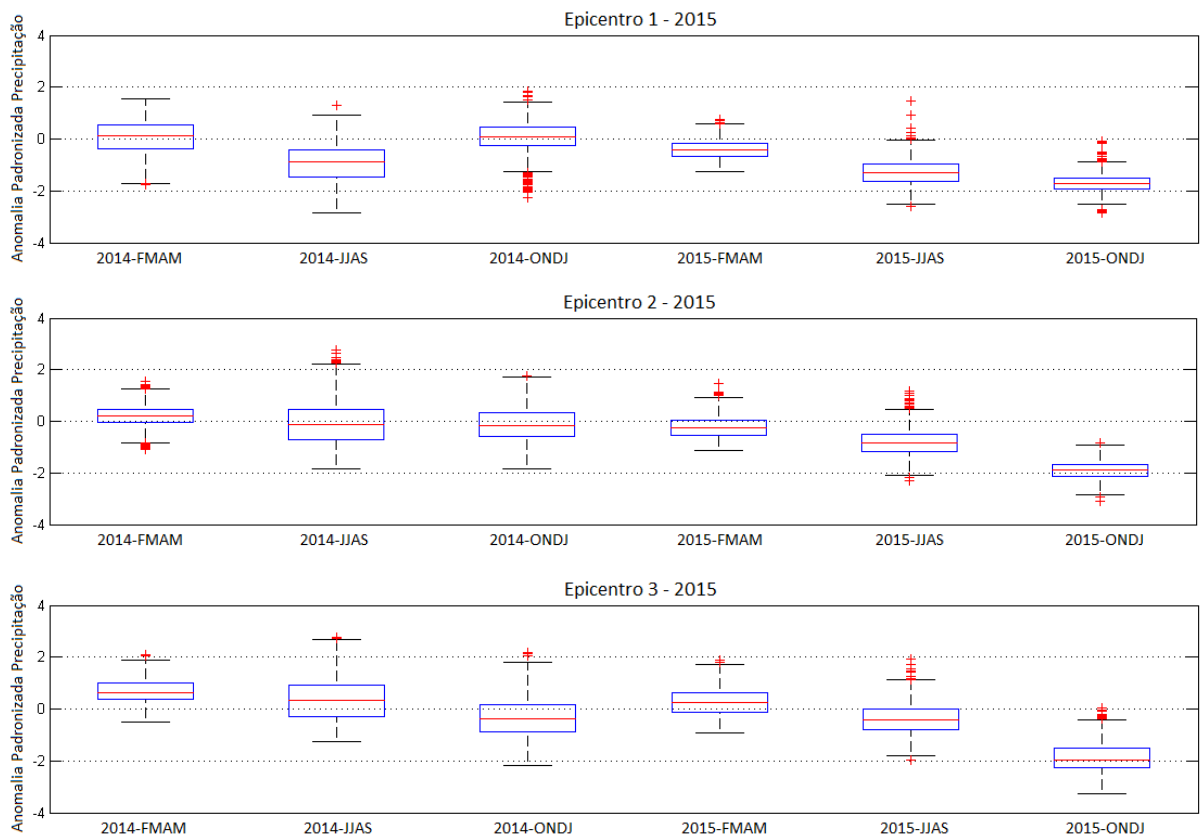 Epicentro 1 - 2015
Anomalia Padronizada Precipitação
4
2
0
-2
-4
2014-FMAM 2014-JJAS 2014-ONDJ 2015-FMAM 2015-JJAS 2015-ONDJ
Epicentro 2 - 2015
Anomalia Padronizada Precipitação
4
2
0
-2
-4
2014-FMAM 2014-JJAS 2014-ONDJ 2015-FMAM 2015-JJAS 2015-ONDJ
Epicentro 3 - 2015
Anomalia Padronizada Precipitação
4
2
0
-2
-4
2014-FMAM 2014-JJAS 2014-ONDJ 2015-FMAM 2015-JJAS 2015-ONDJ